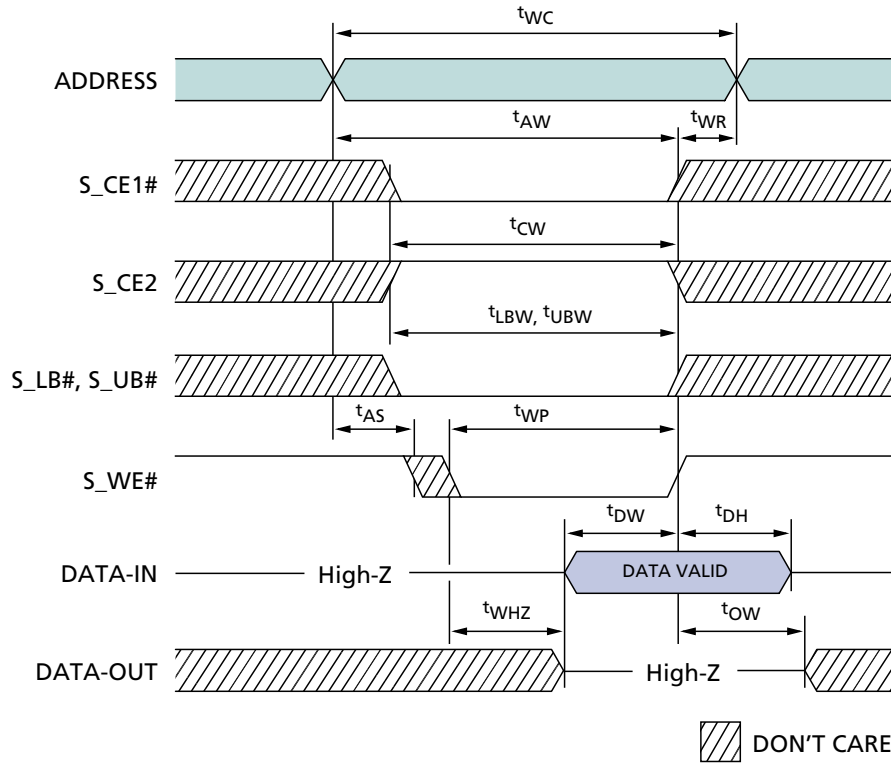 tWC
ADDRESS
tAW
tWR
S_CE1#
tCW
S_CE2
tLBW, tUBW
S_LB#, S_UB#
tAS
tWP
S_WE#
tDW
tDH
DATA-IN
High-Z
DATA VALID
tWHZ
tOW
DATA-OUT
High-Z
DON'T CARE